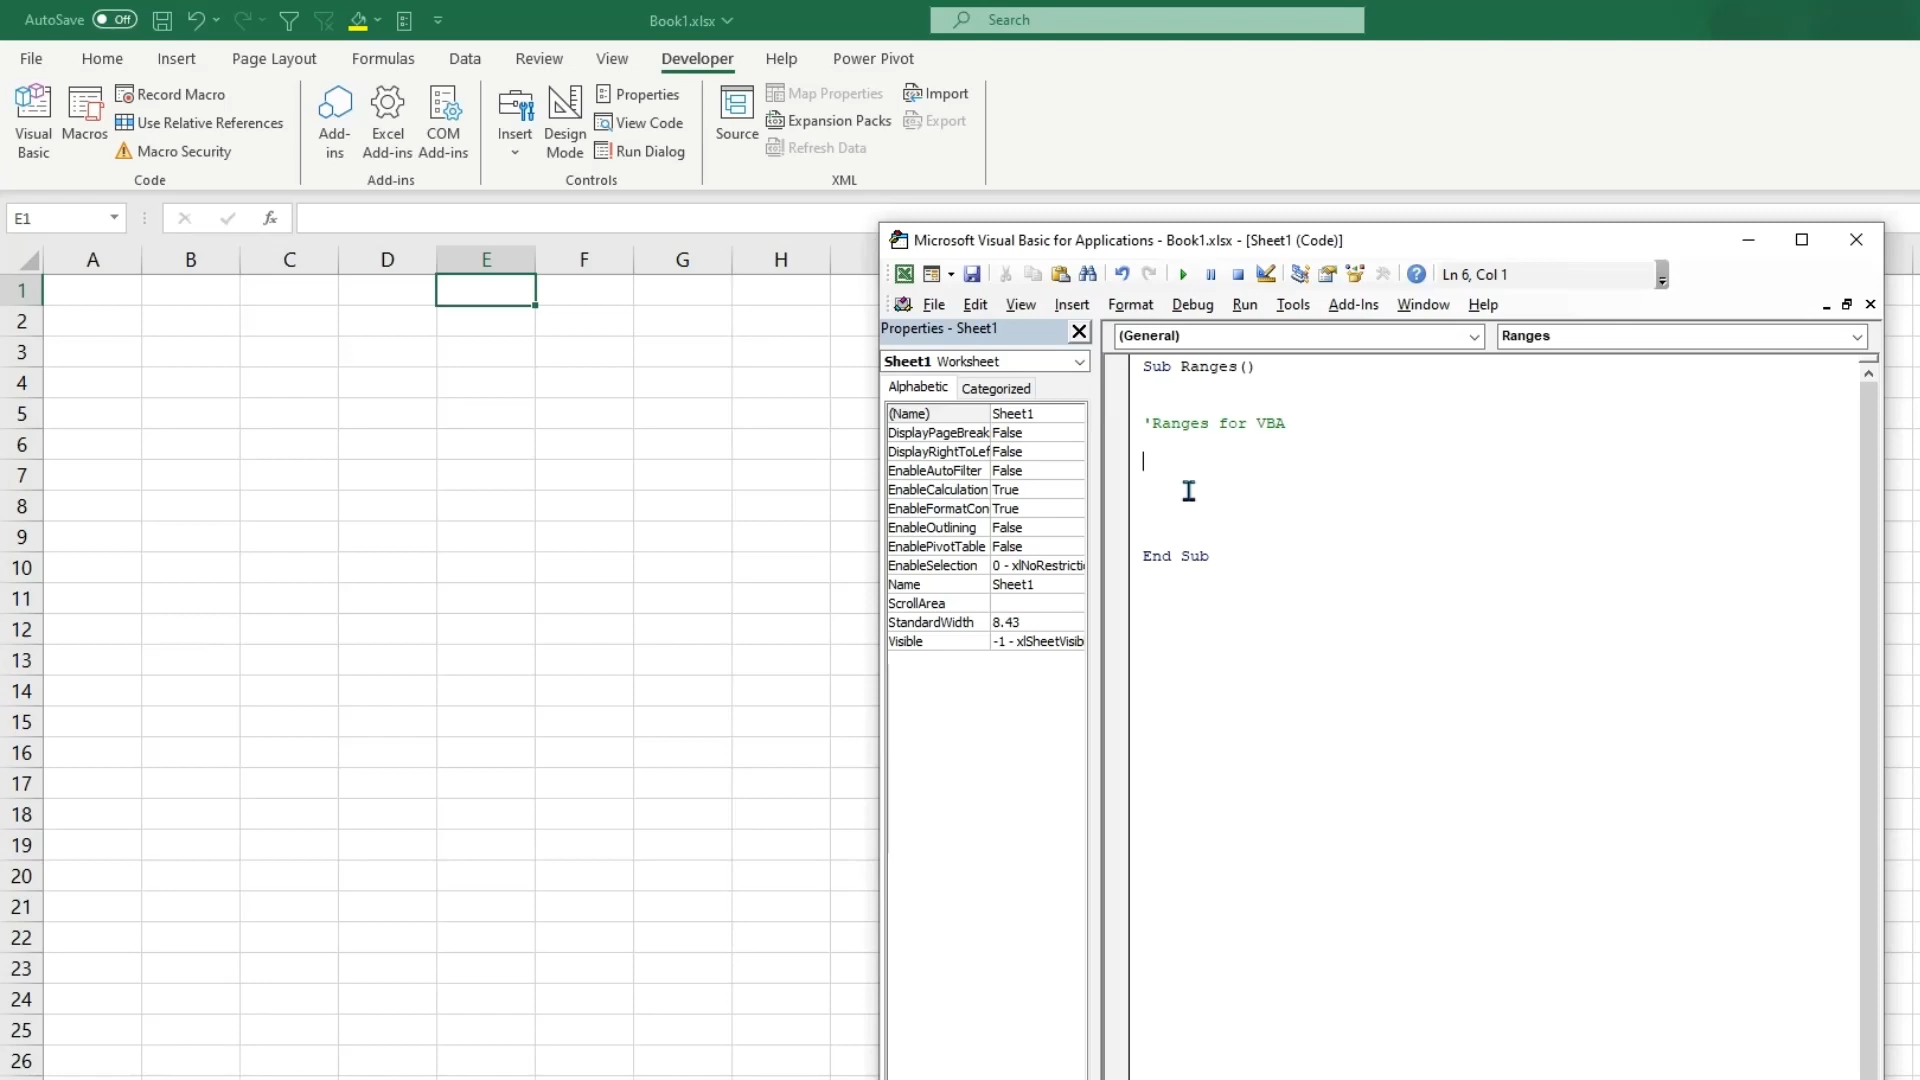 AutoSave Off
Book1.xlsx
Search
File Home Insert Page Layout Formulas Data Review View Developer Help Power Pivot
Visual Basic
Macros
Record Macro
Use Relative References
Macro Security
Code
Add-ins
Excel Add-ins
COM Add-ins
Add-ins
Insert
Design Mode
Properties
View Code
Run Dialog
Controls
Source
Map Properties
Expansion Packs
Refresh Data
Import
Export
XML
E1
fx
A B C D E F G H
1
2
3
4
5
6
7
8
9
10
11
12
13
14
15
16
17
18
19
20
21
22
23
24
25
26
Microsoft Visual Basic for Applications - Book1.xlsx - [Sheet1 (Code)]
Ln 6, Col 1
File Edit View Insert Format Debug Run Tools Add-Ins Window Help
Properties - Sheet1
Sheet1 Worksheet
Alphabetic Categorized
(Name) Sheet1
DisplayPageBreak False
DisplayRightToLef False
EnableAutoFilter False
EnableCalculation True
EnableFormatCon True
EnableOutlining False
EnablePivotTable False
EnableSelection 0 - xlNoRestricti
Name Sheet1
ScrollArea
StandardWidth 8.43
Visible -1 - xlSheetVisib
(General)
Ranges
Sub Ranges()
'Ranges for VBA
End Sub